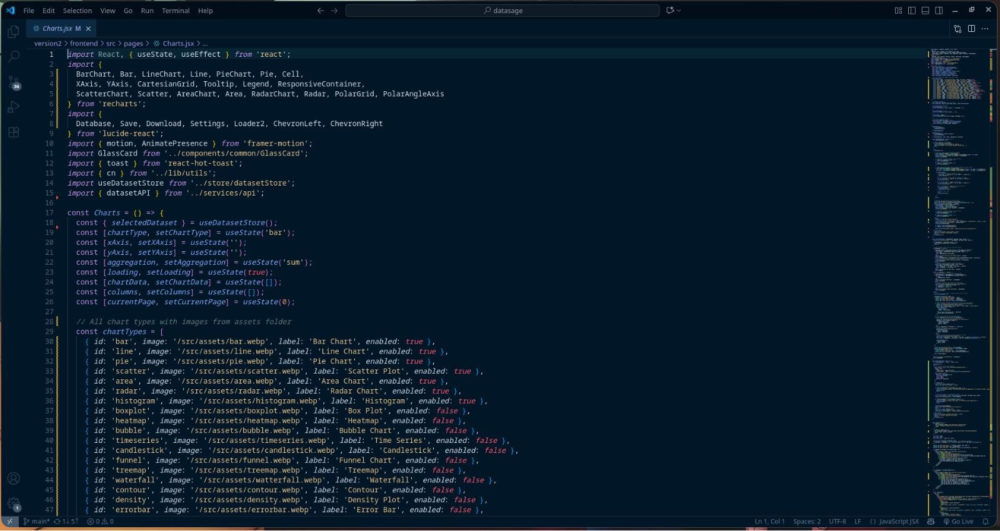 File Edit Selection View Go Run Terminal Help
datasage
Charts.jsx M
version2 > frontend > src > pages > Charts.jsx > ...
1 import React, { useState, useEffect } from 'react';
2 import {
3 BarChart, Bar, LineChart, Line, PieChart, Pie, Cell,
4 XAxis, YAxis, CartesianGrid, Tooltip, Legend, ResponsiveContainer,
5 ScatterChart, Scatter, AreaChart, Area, RadarChart, Radar, PolarGrid, PolarAngleAxis
6 } from 'recharts';
7 import {
8 Database, Save, Download, Settings, Loader2, ChevronLeft, ChevronRight
9 } from 'lucide-react';
10 import { motion, AnimatePresence } from 'framer-motion';
11 import GlassCard from '../components/common/GlassCard';
12 import { toast } from 'react-hot-toast';
13 import { cn } from '../lib/utils';
14 import useDatasetStore from '../store/datasetStore';
15 import { datasetAPI } from '../services/api';
16
17 const Charts = () => {
18 const { selectedDataset } = useDatasetStore();
19 const [chartType, setChartType] = useState('bar');
20 const [xAxis, setXAxis] = useState('');
21 const [yAxis, setYAxis] = useState('');
22 const [aggregation, setAggregation] = useState('sum');
23 const [loading, setLoading] = useState(true);
24 const [chartData, setChartData] = useState([]);
25 const [columns, setColumns] = useState([]);
26 const [currentPage, setCurrentPage] = useState(0);
27
28 // All chart types with images from assets folder
29 const chartTypes = [
30 { id: 'bar', image: '/src/assets/bar.webp', label: 'Bar Chart', enabled: true },
31 { id: 'line', image: '/src/assets/line.webp', label: 'Line Chart', enabled: true },
32 { id: 'pie', image: '/src/assets/pie.webp', label: 'Pie Chart', enabled: true },
33 { id: 'scatter', image: '/src/assets/scatter.webp', label: 'Scatter Plot', enabled: true },
34 { id: 'area', image: '/src/assets/area.webp', label: 'Area Chart', enabled: true },
35 { id: 'radar', image: '/src/assets/radar.webp', label: 'Radar Chart', enabled: true },
36 { id: 'histogram', image: '/src/assets/histogram.webp', label: 'Histogram', enabled: true },
37 { id: 'boxplot', image: '/src/assets/boxplot.webp', label: 'Box Plot', enabled: false },
38 { id: 'heatmap', image: '/src/assets/heatmap.webp', label: 'Heatmap', enabled: false },
39 { id: 'bubble', image: '/src/assets/bubble.webp', label: 'Bubble Chart', enabled: false },
40 { id: 'timeseries', image: '/src/assets/timeseries.webp', label: 'Time Series', enabled: false },
41 { id: 'candlestick', image: '/src/assets/candlestick.webp', label: 'Candlestick', enabled: false },
42 { id: 'funnel', image: '/src/assets/funnel.webp', label: 'Funnel Chart', enabled: false },
43 { id: 'treemap', image: '/src/assets/treemap.webp', label: 'Treemap', enabled: false },
44 { id: 'waterfall', image: '/src/assets/watterfall.webp', label: 'Waterfall', enabled: false },
45 { id: 'contour', image: '/src/assets/contour.webp', label: 'Contour', enabled: false },
46 { id: 'density', image: '/src/assets/density.webp', label: 'Density Plot', enabled: false },
47 { id: 'errorbar', image: '/src/assets/errorbar.webp', label: 'Error Bar', enabled: false },
36
1
main* 1↓ 5↑ 0 0 Ln 1, Col 1 Spaces: 2 UTF-8 LF {} JavaScript JSX Go Live